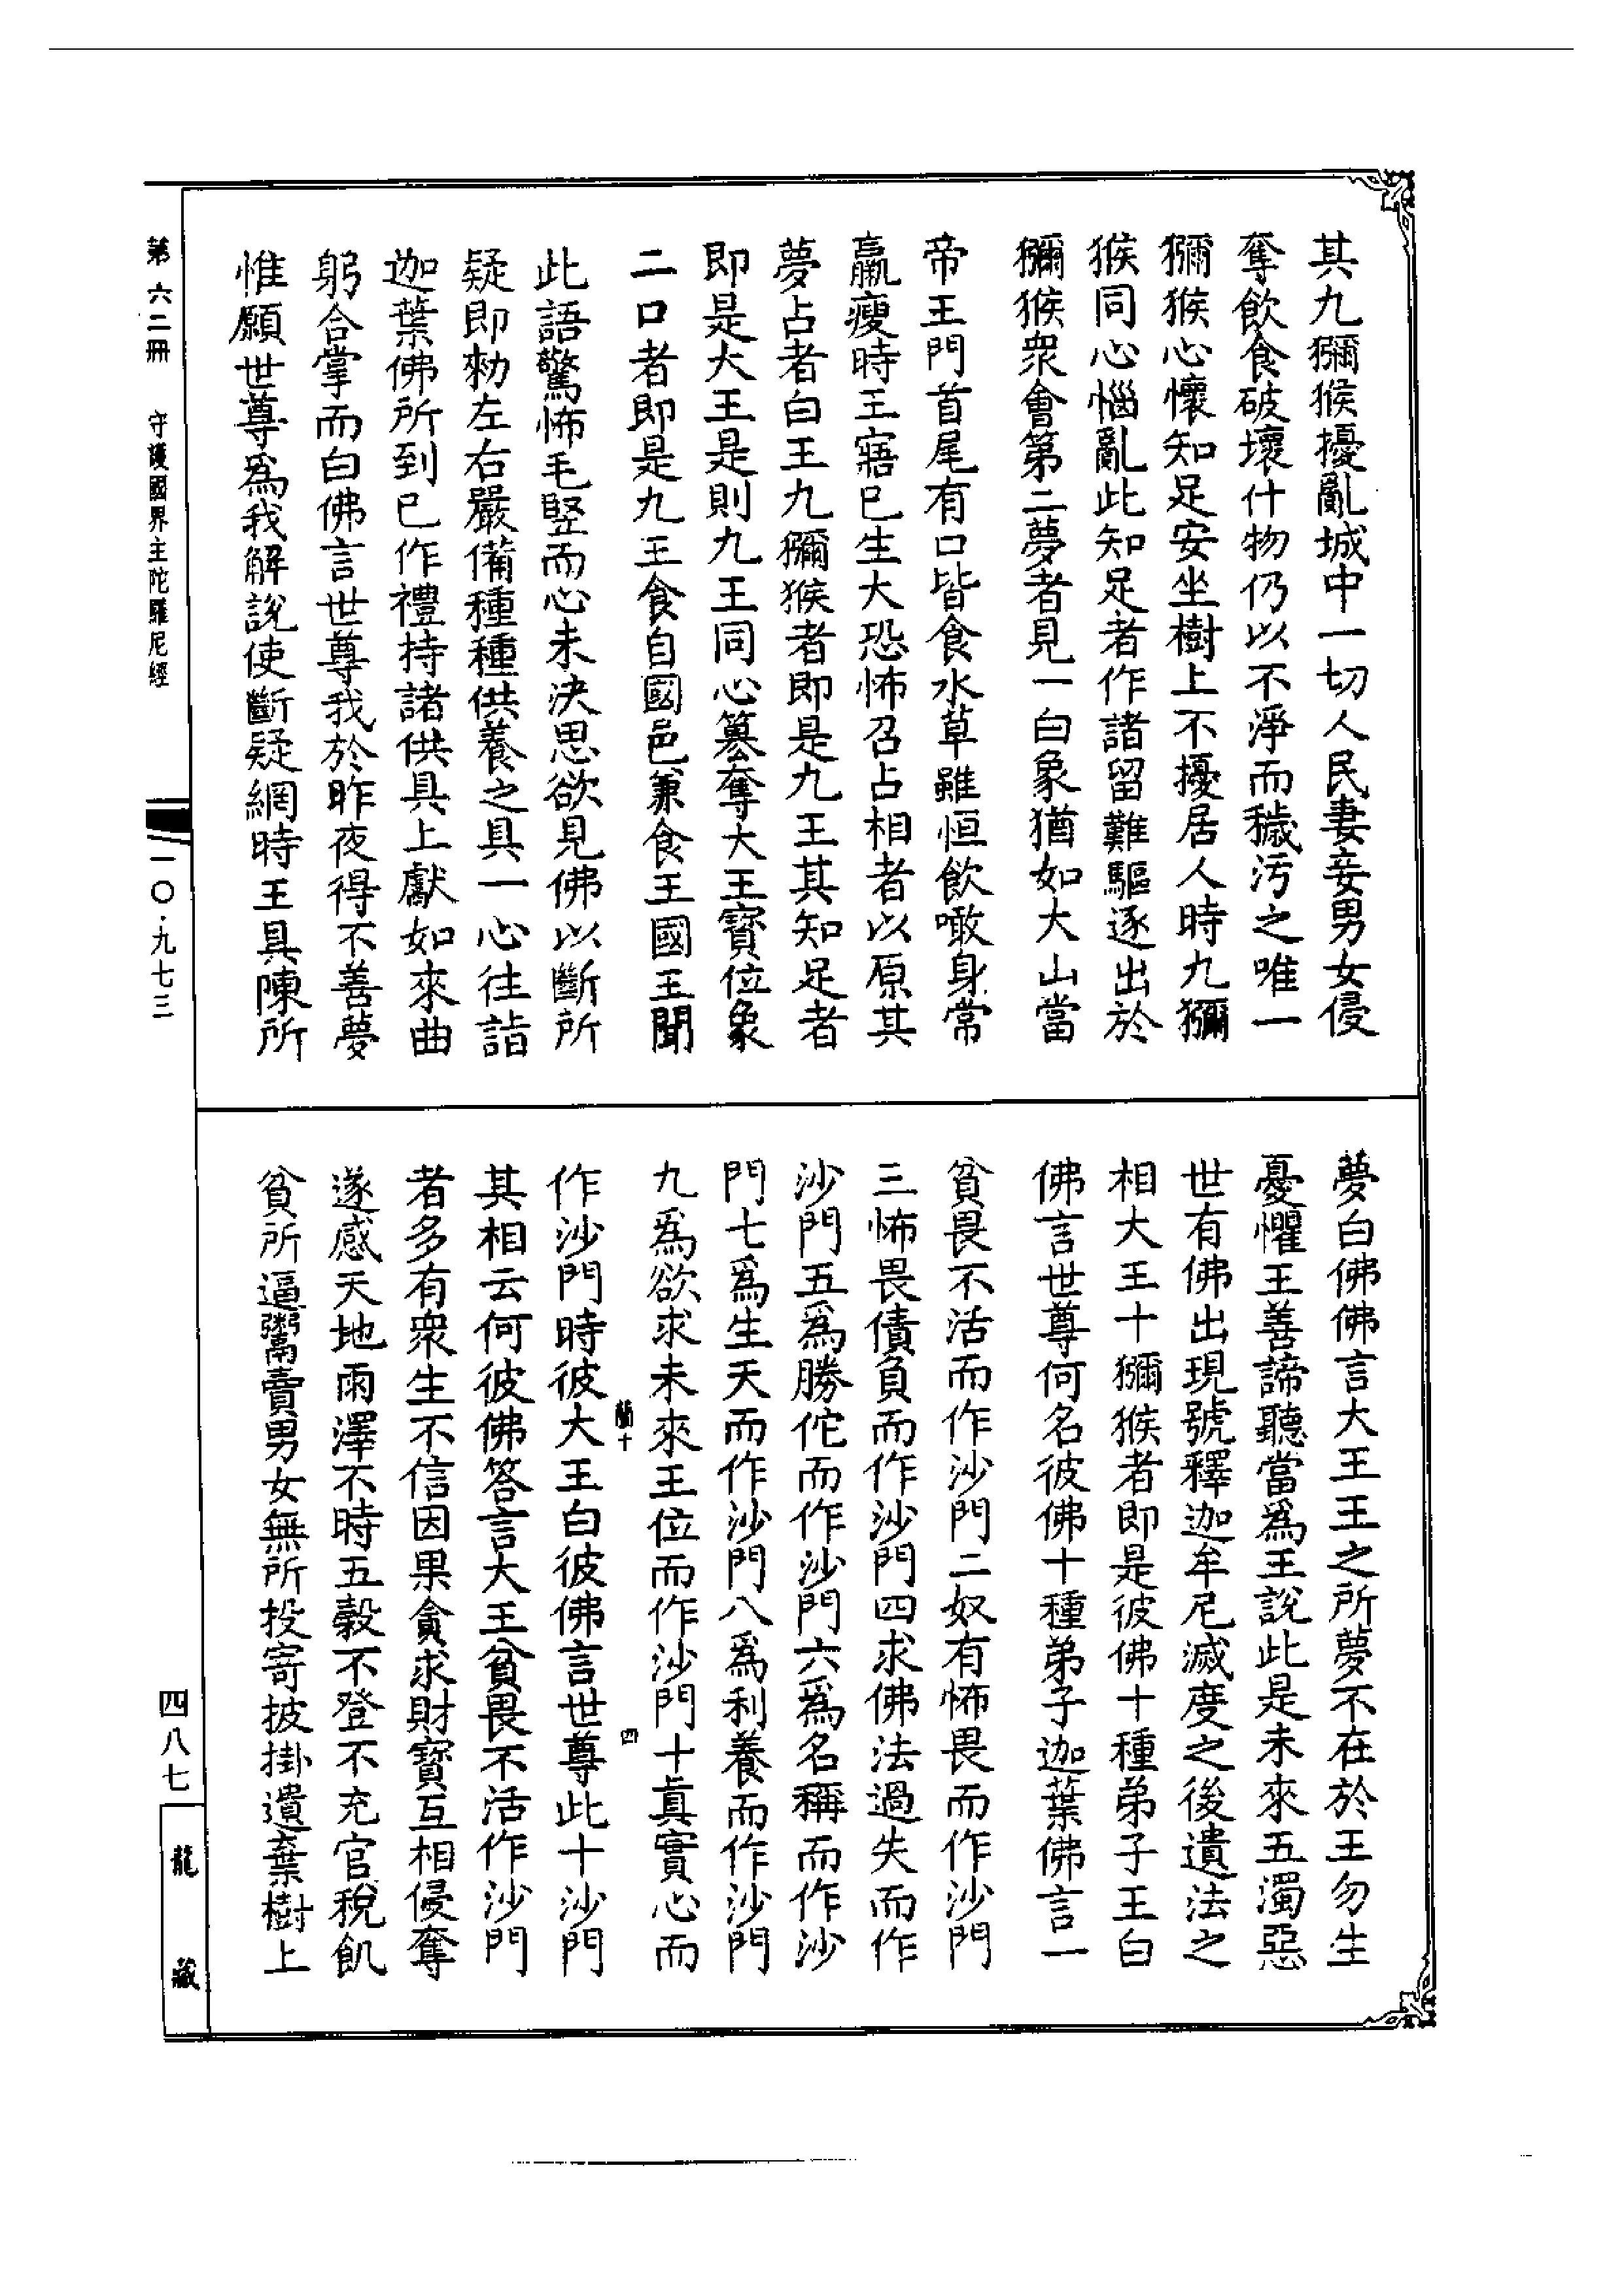 其九獼猴擾亂城中一切人民妻妾男女侵
奪飲食破壞什物仍以不淨而穢污之唯一
獼猴心懷知足安坐樹上不擾居人時九獼
猴同心惱亂此知足者作諸留難驅逐出於
獼猴衆會第二夢者見一白象猶如大山當
帝王門首尾有口皆食水草雖恒飲噉身常
羸瘦時王寤已生大恐怖召占相者以原其
夢占者白王九獼猴者即是九王其知足者
即是大王是則九王同心篡奪大王寳位象
二口者即是九王食自國邑兼食王國王聞
此語驚怖毛竪而心未決思欲見佛以斷所
疑即勑左右嚴備種種供養之具一心往詣
迦葉佛所到已作禮持諸供具上獻如來曲
躬合掌而白佛言世尊我於昨夜得不善夢
惟願世尊爲我解說使斷疑網時王具陳所
夢白佛佛言大王王之所夢不在於王勿生
憂懼王善諦聽當爲王說此是未來五濁惡
世有佛出現號釋迦牟尼滅度之後遺法之
相大王十獼猴者即是彼佛十種弟子王白
佛言世尊何名彼佛十種弟子迦葉佛言一
貧畏不活而作沙門二奴有怖畏而作沙門
三怖畏債負而作沙門四求佛法過失而作
沙門五爲勝佗而作沙門六爲名稱而作沙
門七爲生天而作沙門八爲利養而作沙門
九爲欲求未來王位而作沙門十眞實心而
蘭十
四
作沙門時彼大王白彼佛言世尊此十沙門
其相云何彼佛答言大王貧畏不活作沙門
者多有衆生不信因果貪求財寳互相侵奪
遂感天地雨澤不時五穀不登不充官稅飢
貧所逼鬻賣男女無所投寄披掛遺棄樹上
第六二冊
守護國界主陀羅尼經
一〇·九七三
四八七
龍藏